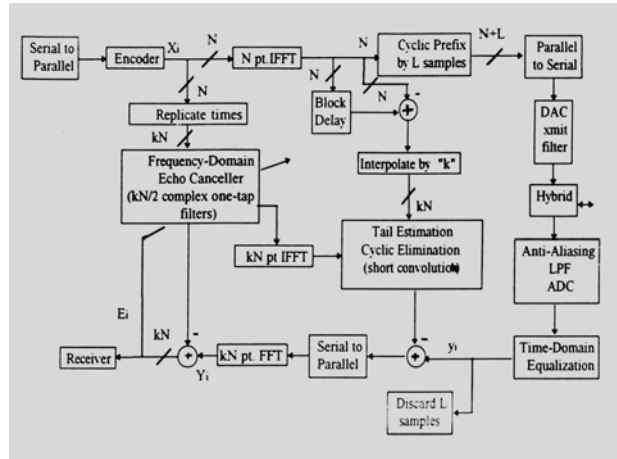 Serial to
Parallel
Encoder
Xi
N
N pt. IFFT
N
Cyclic Prefix
by L samples
N+L
Parallel
to Serial
N
N
N
Block
Delay
-
+
Replicate times
kN
DAC
xmit
filter
Frequency-Domain
Echo Canceller
(kN/2 complex one-tap
filters)
Interpolate by "k"
kN
Hybrid
kN pt IFFT
Tail Estimation
Cyclic Elimination
(short convolution)
Anti-Aliasing
LPF
ADC
Ei
kN
-
+
Yi
Receiver
kN pt. FFT
Serial to
Parallel
-
+
yi
Time-Domain
Equalization
Discard L
samples